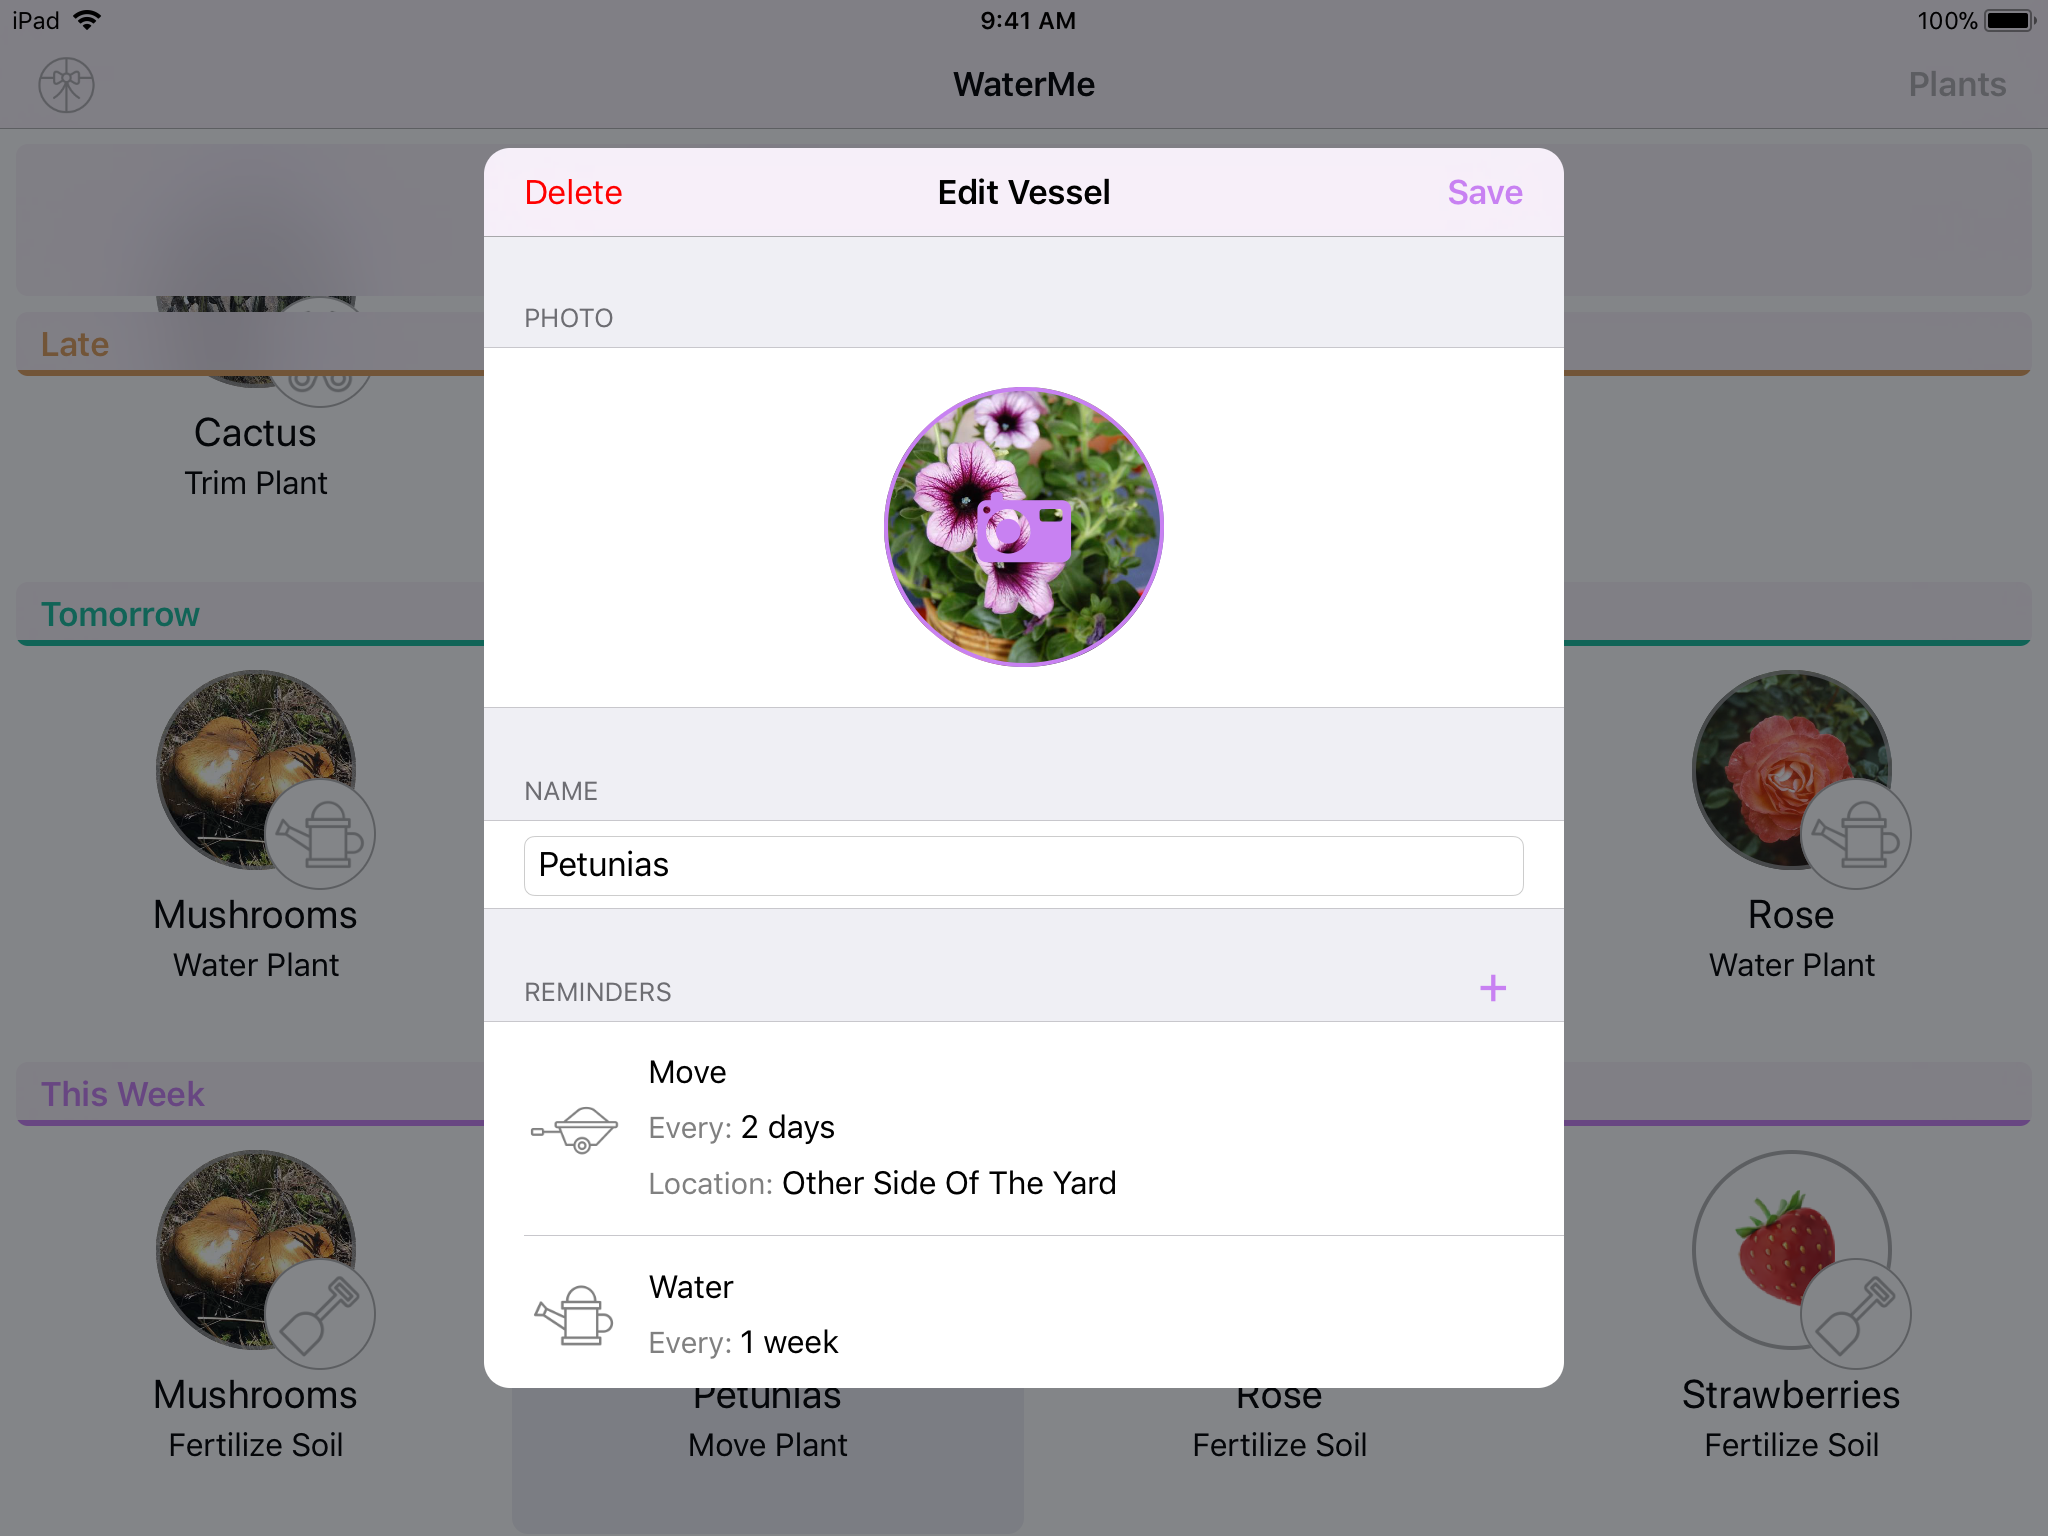 iPad 9:41 AM 100%
WaterMe Plants
Delete Edit Vessel Save
PHOTO
Late
Cactus
Trim Plant
Tomorrow
NAME
Petunias
Mushrooms Rose
Water Plant Water Plant
REMINDERS +
Move
This Week
Every: 2 days
Location: Other Side Of The Yard
Water
Every: 1 week
Mushrooms Petunias Rose Strawberries
Fertilize Soil Move Plant Fertilize Soil Fertilize Soil